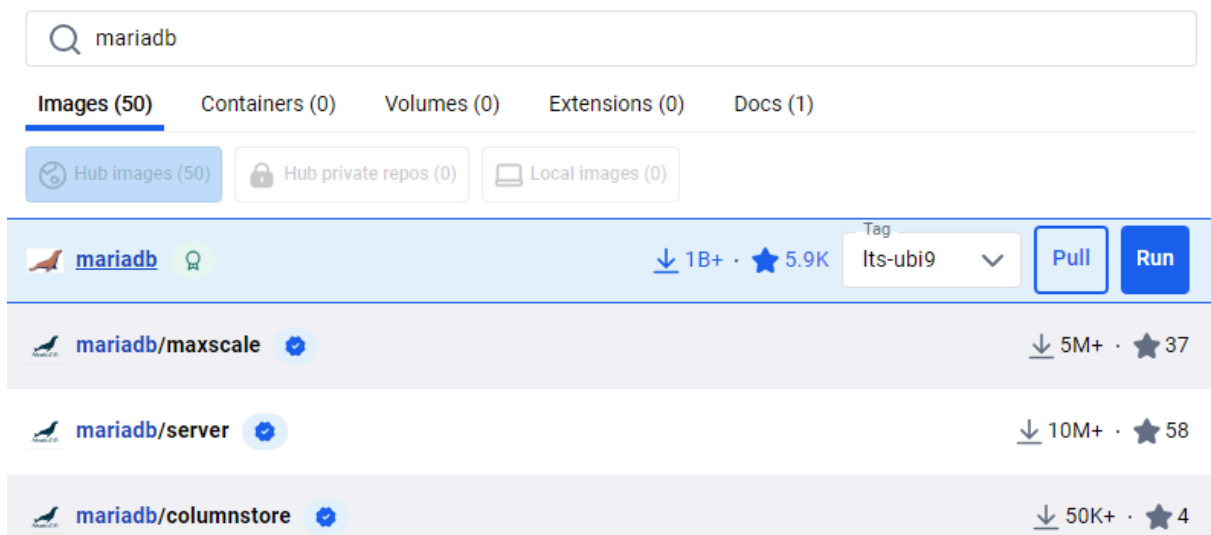 mariadb
Images (50) Containers (0) Volumes (0) Extensions (0) Docs (1)
Hub images (50) Hub private repos (0) Local images (0)
Tag
mariadb 1B+ · 5.9K lts-ubi9 Pull Run
mariadb/maxscale 5M+ · 37
mariadb/server 10M+ · 58
mariadb/columnstore 50K+ · 4